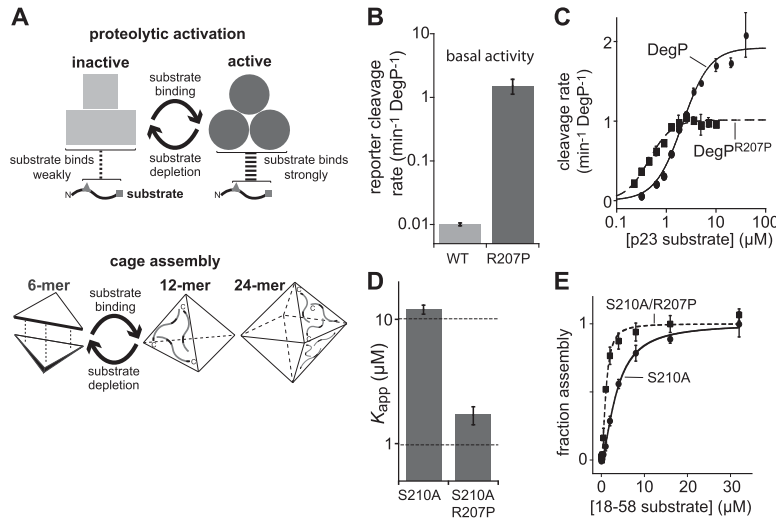 A
proteolytic activation
inactive
active
substrate
binding
substrate
depletion
substrate binds
weakly
substrate binds
strongly
N
substrate
N
cage assembly
6-mer
12-mer
24-mer
substrate
binding
substrate
depletion
B
reporter cleavage
rate (min-1 DegP-1)
10
1
0.1
0.01
basal activity
WT
R207P
C
cleavage rate
(min-1 DegP-1)
2
1
0
DegP
DegPR207P
0.1
1
10
100
[p23 substrate] (µM)
D
Kapp (µM)
10
1
S210A
S210A
R207P
E
fraction assembly
1
0
S210A/R207P
S210A
0
10
20
30
[18-58 substrate] (µM)